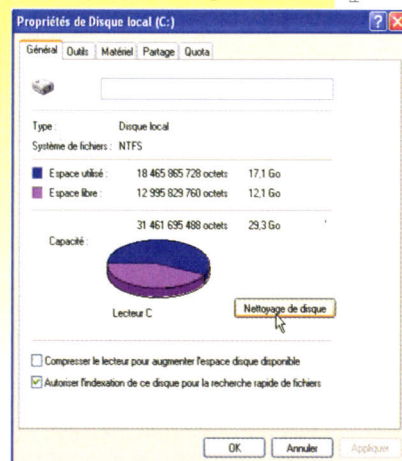 Propriétés de Disque local (C:)
Général Outils Matériel Partage Quota
Type : Disque local
Système de fichiers : NTFS
Espace utilisé : 18 465 865 728 octets 17,1 Go
Espace libre : 12 995 829 760 octets 12,1 Go
Capacité : 31 461 695 488 octets 29,3 Go
Lecteur C
Nettoyage de disque
Compresser le lecteur pour augmenter l'espace disque disponible
Autoriser l'indexation de ce disque pour la recherche rapide de fichiers
OK Annuler Appliquer